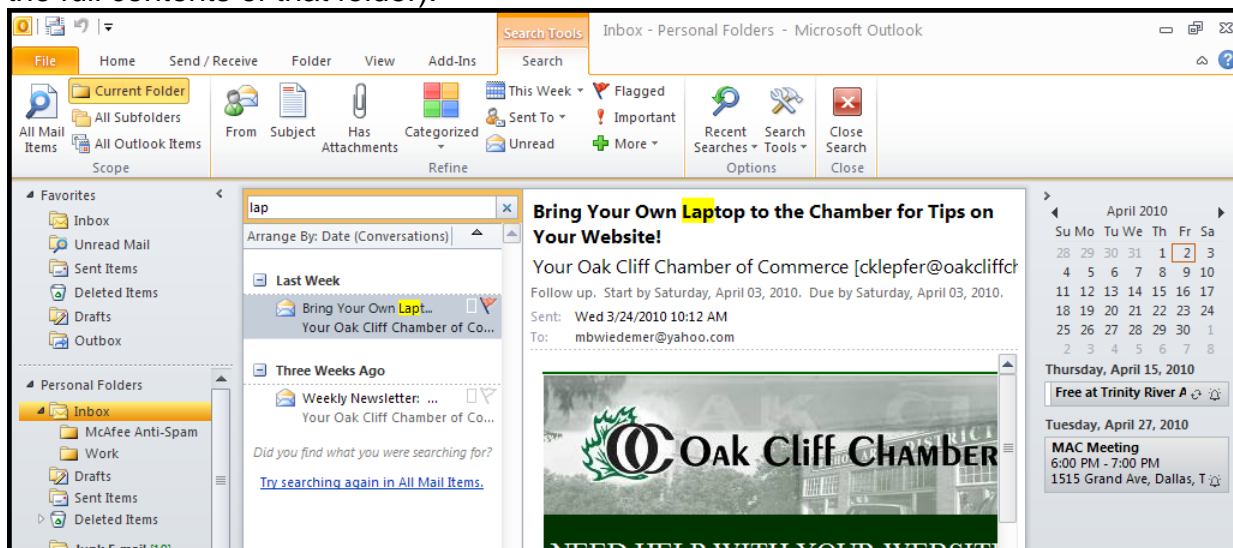 the full contents of that folder).
Search Tools
Inbox - Personal Folders - Microsoft Outlook
File Home Send / Receive Folder View Add-Ins Search
All Mail Items
Current Folder
All Subfolders
All Outlook Items
Scope
From
Subject
Has Attachments
Categorized
This Week
Sent To
Unread
Flagged
Important
More
Refine
Recent Searches
Search Tools
Options
Close Search
Close
Favorites
Inbox
Unread Mail
Sent Items
Deleted Items
Drafts
Outbox
Personal Folders
Inbox
McAfee Anti-Spam
Work
Drafts
Sent Items
Deleted Items
lap
Arrange By: Date (Conversations)
Last Week
Bring Your Own Lapt...
Your Oak Cliff Chamber of Co...
Three Weeks Ago
Weekly Newsletter: ...
Your Oak Cliff Chamber of Co...
Did you find what you were searching for?
Try searching again in All Mail Items.
Bring Your Own Laptop to the Chamber for Tips on
Your Website!
Your Oak Cliff Chamber of Commerce [cklepfer@oakcliffch
Follow up. Start by Saturday, April 03, 2010. Due by Saturday, April 03, 2010.
Sent: Wed 3/24/2010 10:12 AM
To: mbwiedemer@yahoo.com
OAK CLIFF CHAMBER
NEED HELP WITH YOUR WEBSIT
April 2010
Su Mo Tu We Th Fr Sa
28 29 30 31 1 2 3
4 5 6 7 8 9 10
11 12 13 14 15 16 17
18 19 20 21 22 23 24
25 26 27 28 29 30 1
2 3 4 5 6 7 8
Thursday, April 15, 2010
Free at Trinity River A
Tuesday, April 27, 2010
MAC Meeting
6:00 PM - 7:00 PM
1515 Grand Ave, Dallas, T